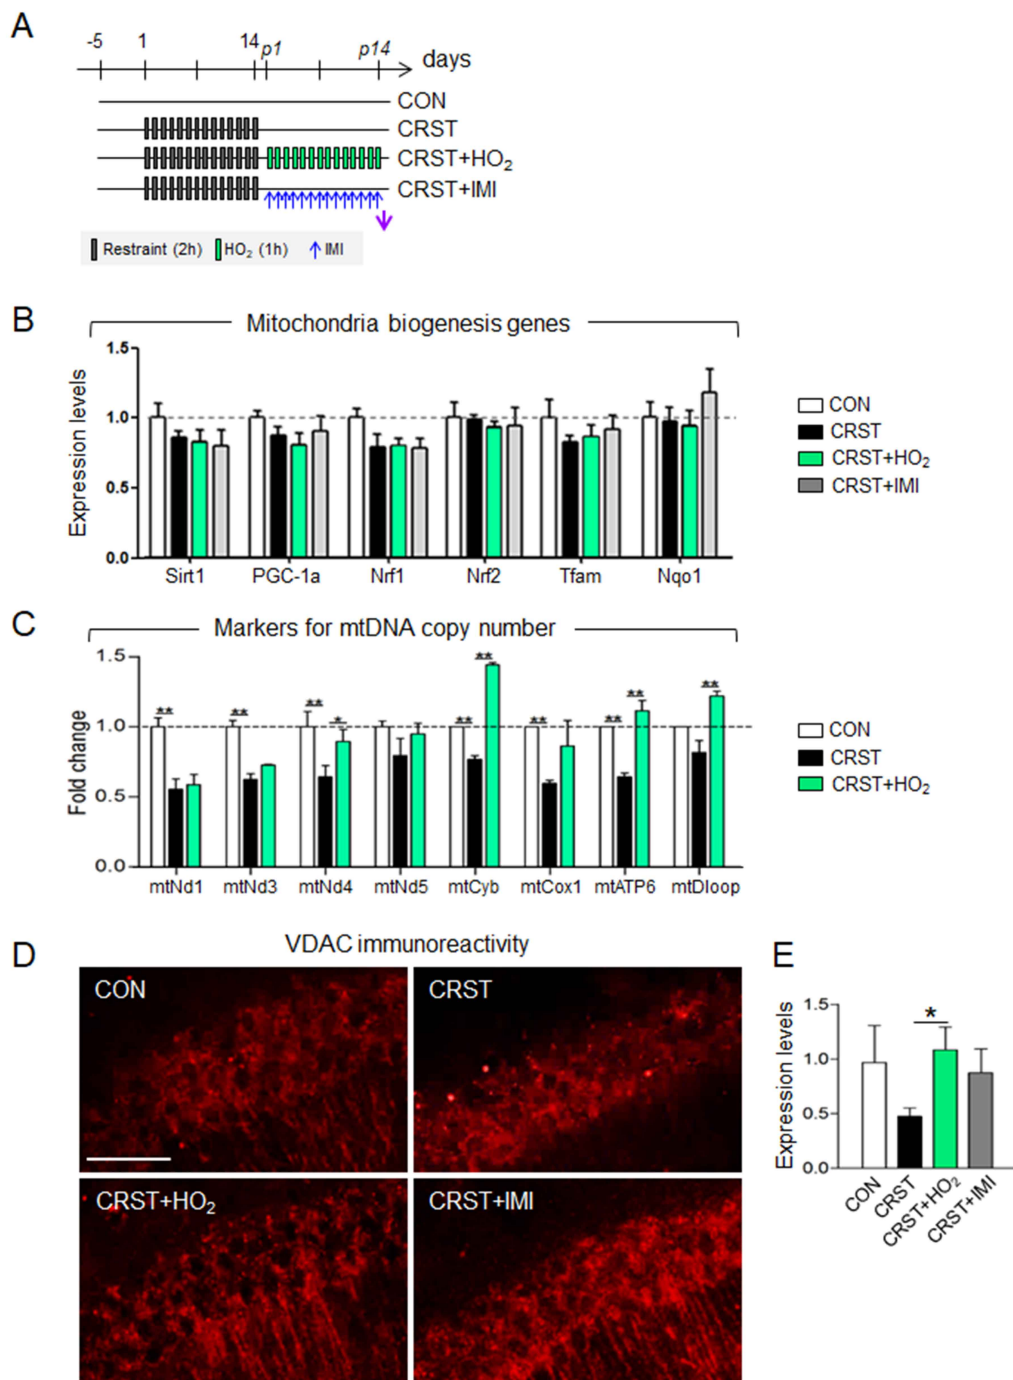 A
-5 1 14 p1 p14
days
CON
CRST
CRST+HO₂
CRST+IMI
Restraint (2h) HO₂ (1h) IMI
B
Mitochondria biogenesis genes
Expression levels
1.5
1.0
0.5
0.0
Sirt1 PGC-1a Nrf1 Nrf2 Tfam Nqo1
CON
CRST
CRST+HO₂
CRST+IMI
C
Markers for mtDNA copy number
Fold change
1.5
1.0
0.5
0.0
** ** ** * ** ** ** ** ** **
mtNd1 mtNd3 mtNd4 mtNd5 mtCyb mtCox1 mtATP6 mtDloop
CON
CRST
CRST+HO₂
D
VDAC immunoreactivity
CON
CRST
CRST+HO₂
CRST+IMI
E
Expression levels
1.5
1.0
0.5
0.0
*
CON
CRST
CRST+HO₂
CRST+IMI